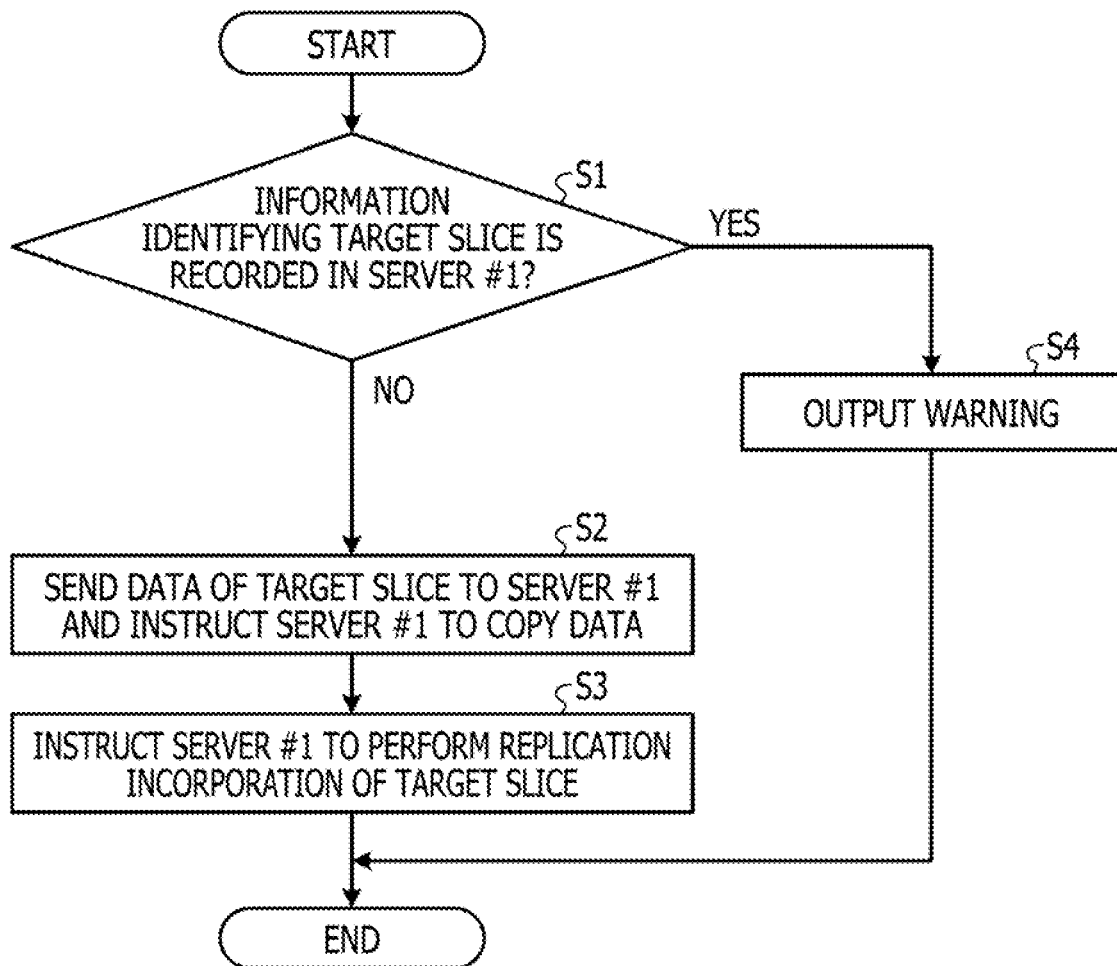 START
S1
INFORMATION
IDENTIFYING TARGET SLICE IS
RECORDED IN SERVER #1?
YES
NO
S4
OUTPUT WARNING
S2
SEND DATA OF TARGET SLICE TO SERVER #1
AND INSTRUCT SERVER #1 TO COPY DATA
S3
INSTRUCT SERVER #1 TO PERFORM REPLICATION
INCORPORATION OF TARGET SLICE
END